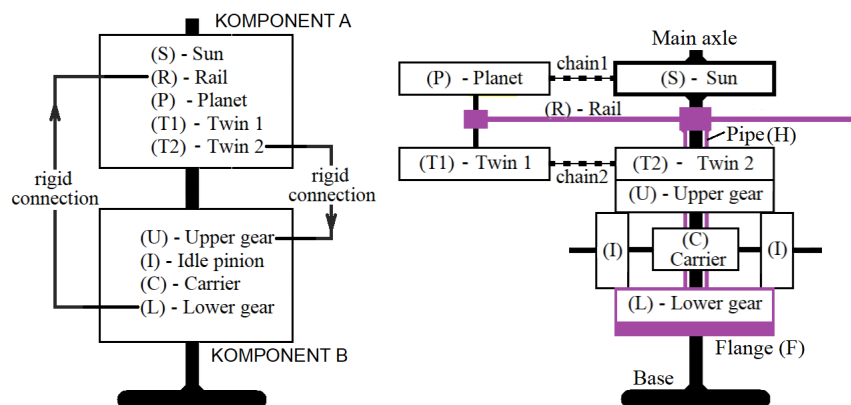 KOMPONENT A
(S) - Sun
(R) - Rail
(P) - Planet
(T1) - Twin 1
(T2) - Twin 2
rigid
connection
rigid
connection
(U) - Upper gear
(I) - Idle pinion
(C) - Carrier
(L) - Lower gear
KOMPONENT B
Main axle
(P) - Planet
chain1
(S) - Sun
(R) - Rail
Pipe (H)
(T1) - Twin 1
chain2
(T2) - Twin 2
(U) - Upper gear
(I)
(C)
Carrier
(I)
(L) - Lower gear
Flange (F)
Base